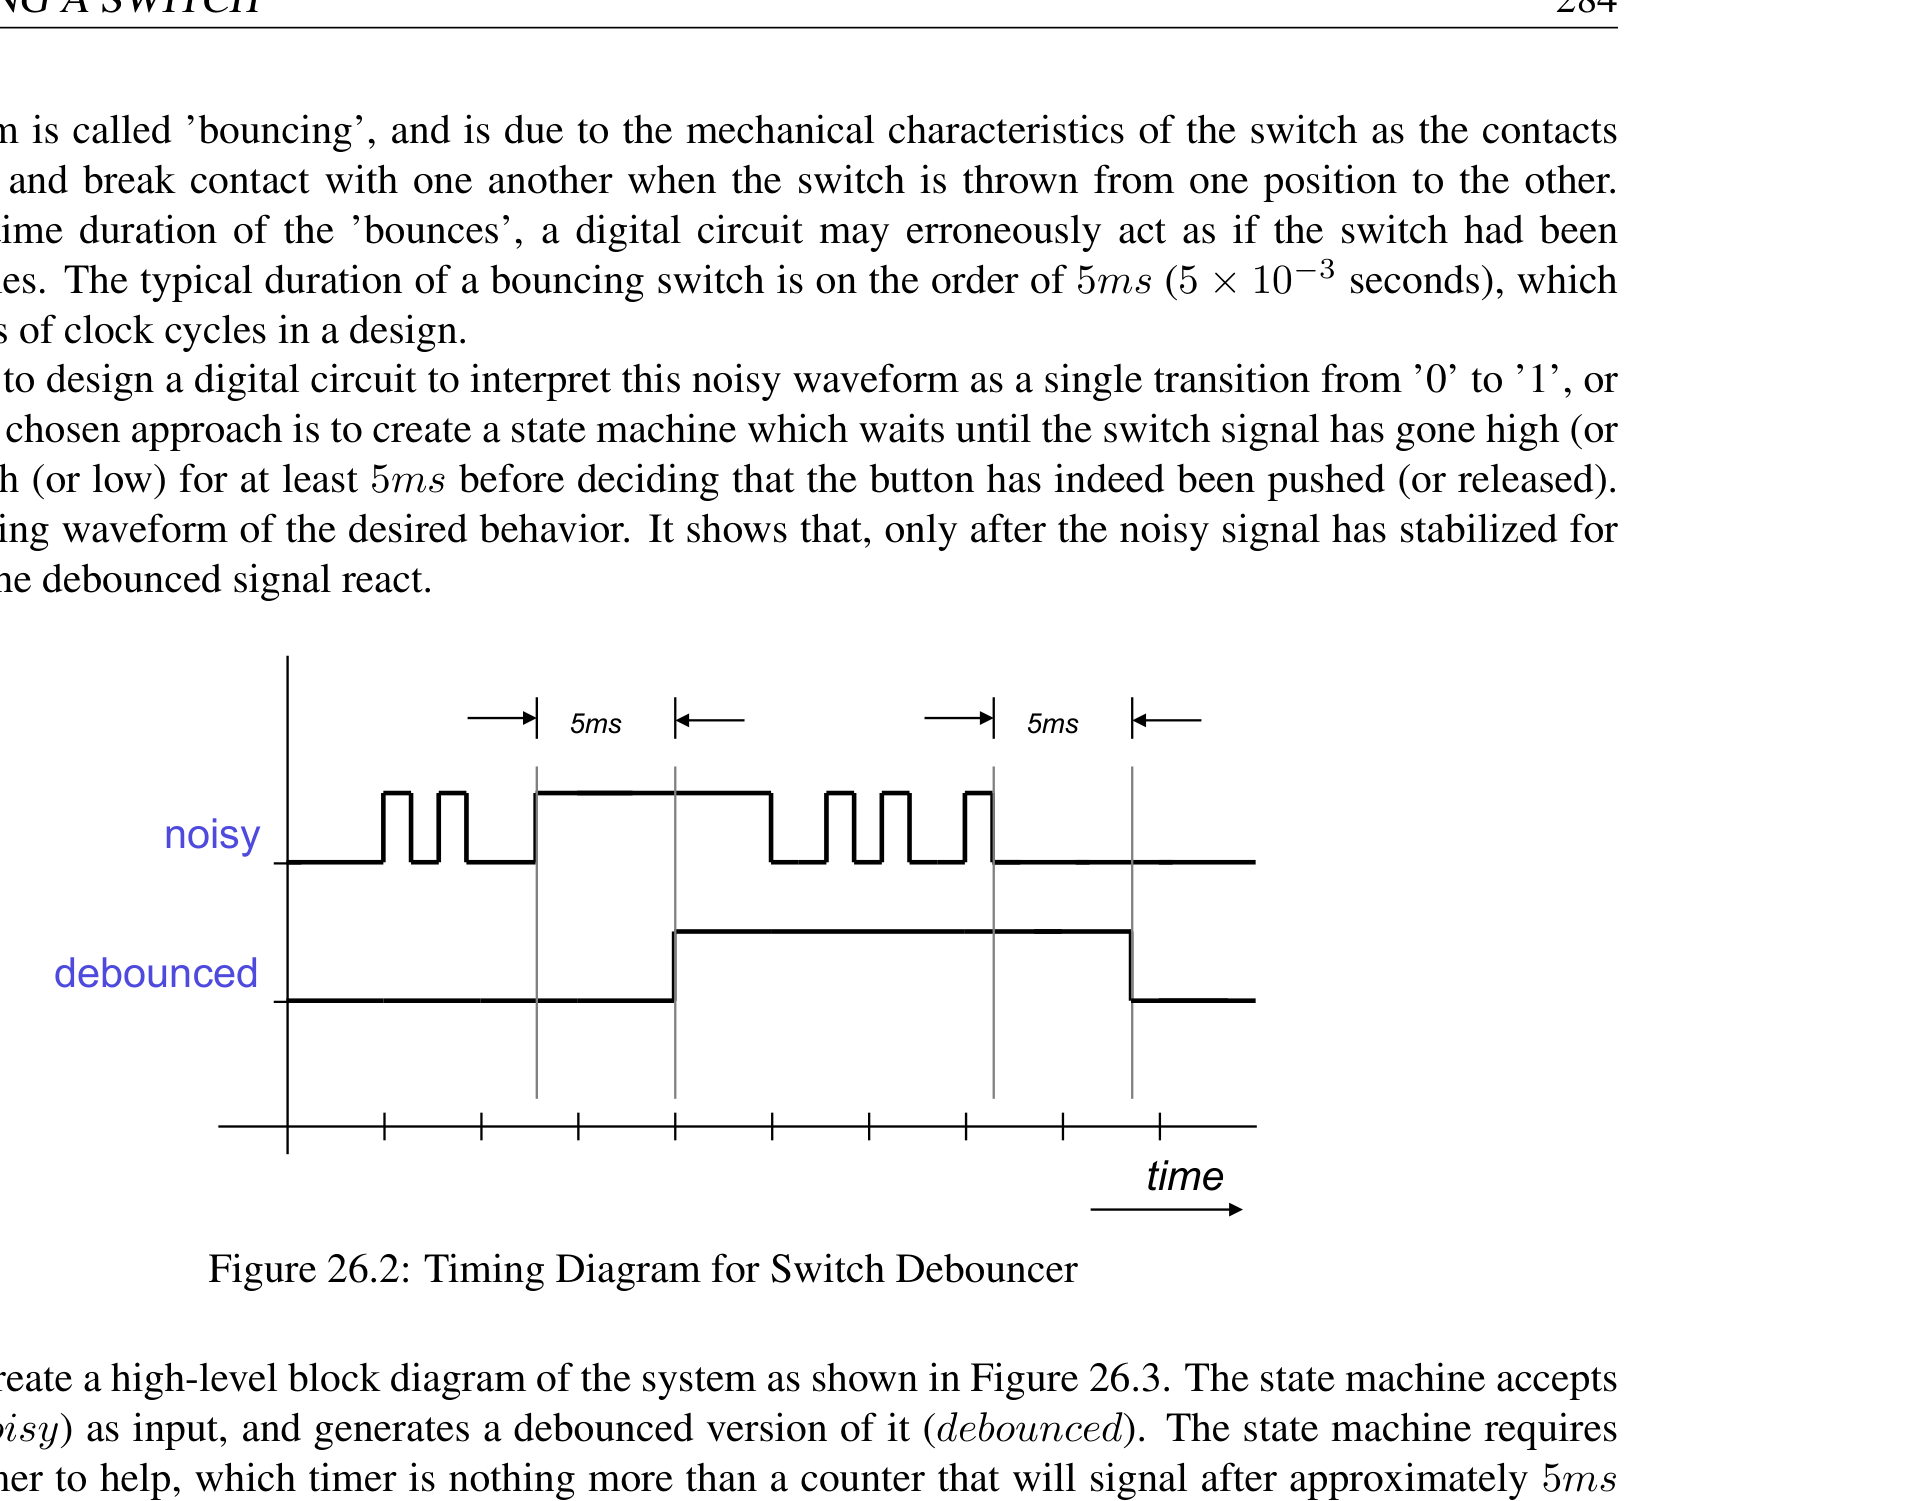 NG A SWITCH 284
m is called ’bouncing’, and is due to the mechanical characteristics of the switch as the contacts
and break contact with one another when the switch is thrown from one position to the other.
ime duration of the ’bounces’, a digital circuit may erroneously act as if the switch had been
es. The typical duration of a bouncing switch is on the order of 5ms (5 × 10⁻³ seconds), which
s of clock cycles in a design.
to design a digital circuit to interpret this noisy waveform as a single transition from ’0’ to ’1’, or
chosen approach is to create a state machine which waits until the switch signal has gone high (or
h (or low) for at least 5ms before deciding that the button has indeed been pushed (or released).
ing waveform of the desired behavior. It shows that, only after the noisy signal has stabilized for
he debounced signal react.
5ms 5ms
noisy
debounced
time
Figure 26.2: Timing Diagram for Switch Debouncer
reate a high-level block diagram of the system as shown in Figure 26.3. The state machine accepts
oisy) as input, and generates a debounced version of it (debounced). The state machine requires
ner to help, which timer is nothing more than a counter that will signal after approximately 5ms